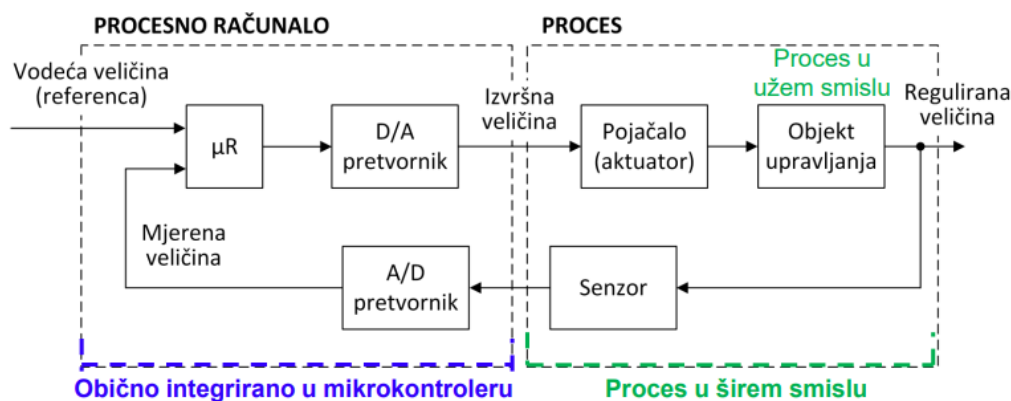 PROCESNO RAČUNALO
PROCES
Vodeća veličina
(referenca)
μR
D/A
pretvornik
Izvršna
veličina
Pojačalo
(aktuator)
Proces u
užem smislu
Objekt
upravljanja
Regulirana
veličina
Mjerena
veličina
A/D
pretvornik
Senzor
Obično integrirano u mikrokontroleru
Proces u širem smislu